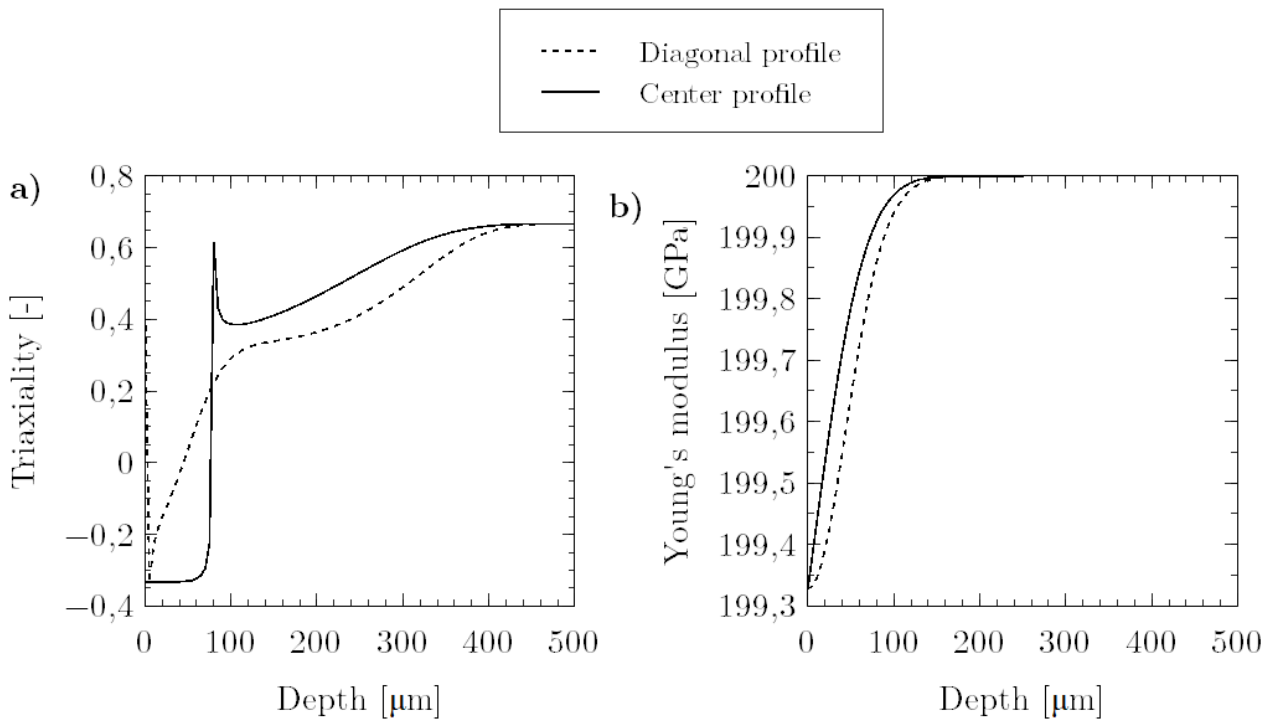 Diagonal profile
Center profile
a)
0,8
0,6
0,4
0,2
0
−0,2
−0,4
Triaxiality [-]
0 100 200 300 400 500
Depth [μm]
b)
200
199,9
199,8
199,7
199,6
199,5
199,4
199,3
Young's modulus [GPa]
0 100 200 300 400 500
Depth [μm]